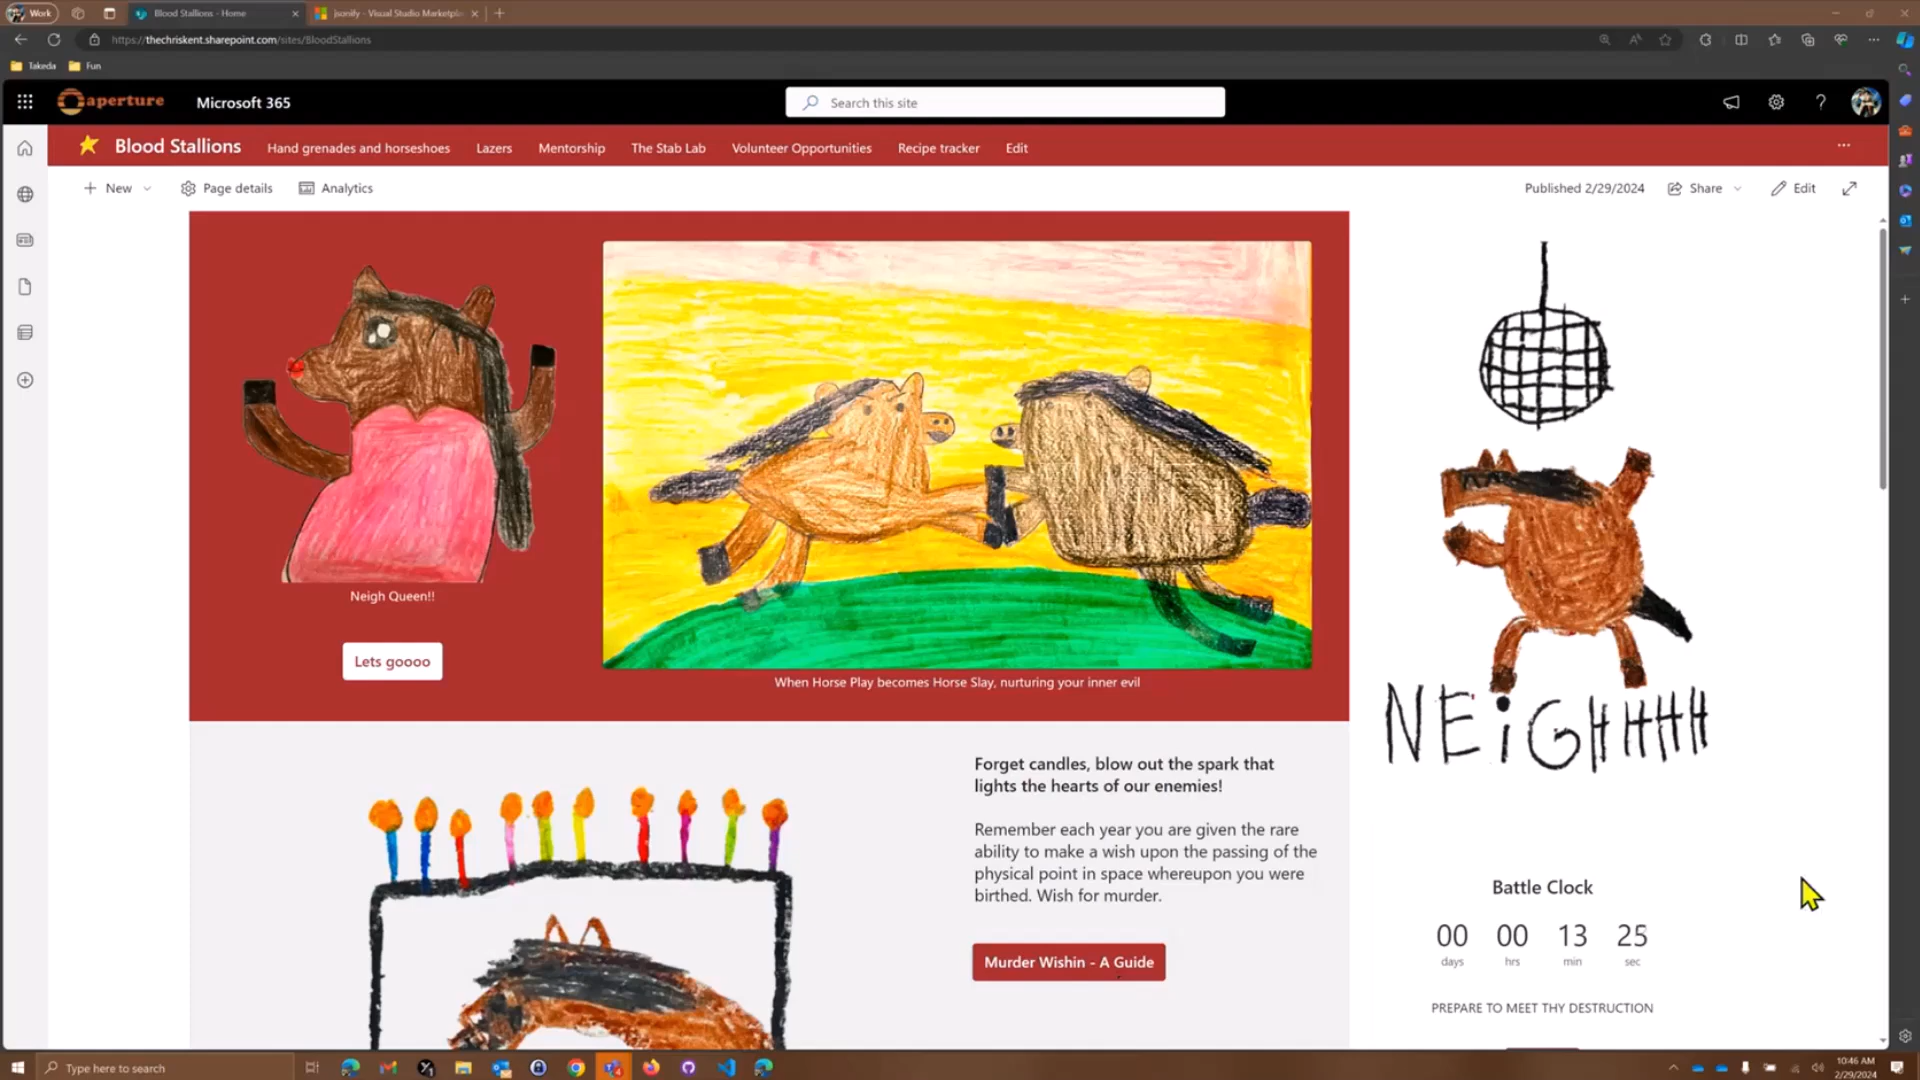 Work
Blood Stallions - Home
jsonify - Visual Studio Marketpla
https://thechriskent.sharepoint.com/sites/BloodStallions
Takeda
Fun
aperture
Microsoft 365
Search this site
Blood Stallions
Hand grenades and horseshoes
Lazers
Mentorship
The Stab Lab
Volunteer Opportunities
Recipe tracker
Edit
New
Page details
Analytics
Published 2/29/2024
Share
Edit
Neigh Queen!!
Lets goooo
When Horse Play becomes Horse Slay, nurturing your inner evil
NEiGHHHH
Forget candles, blow out the spark that
lights the hearts of our enemies!
Remember each year you are given the rare
ability to make a wish upon the passing of the
physical point in space whereupon you were
birthed. Wish for murder.
Murder Wishin - A Guide
Battle Clock
00 00 13 25
days hrs min sec
PREPARE TO MEET THY DESTRUCTION
Type here to search
10:46 AM
2/29/2024